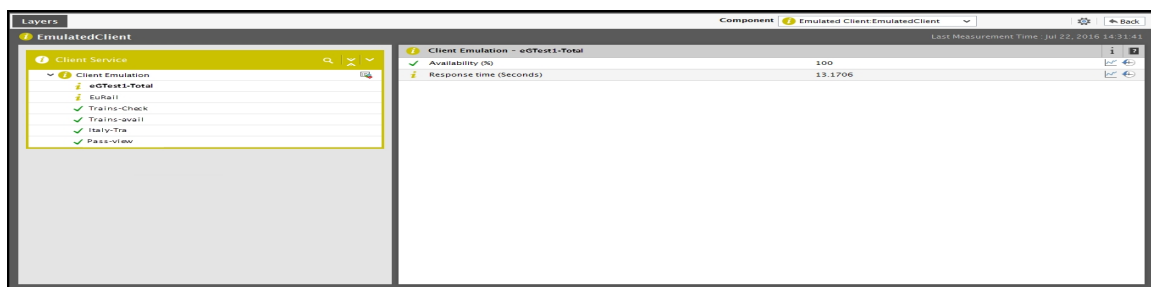 Layers
Component Emulated Client:EmulatedClient Back
EmulatedClient Last Measurement Time : Jul 22, 2016 14:31:41
Client Service
Client Emulation
eGTest1-Total
EuRail
Trains-Check
Trains-avail
Italy-Tra
Pass-view
Client Emulation - eGTest1-Total
Availability (%) 100
Response time (Seconds) 13.1706